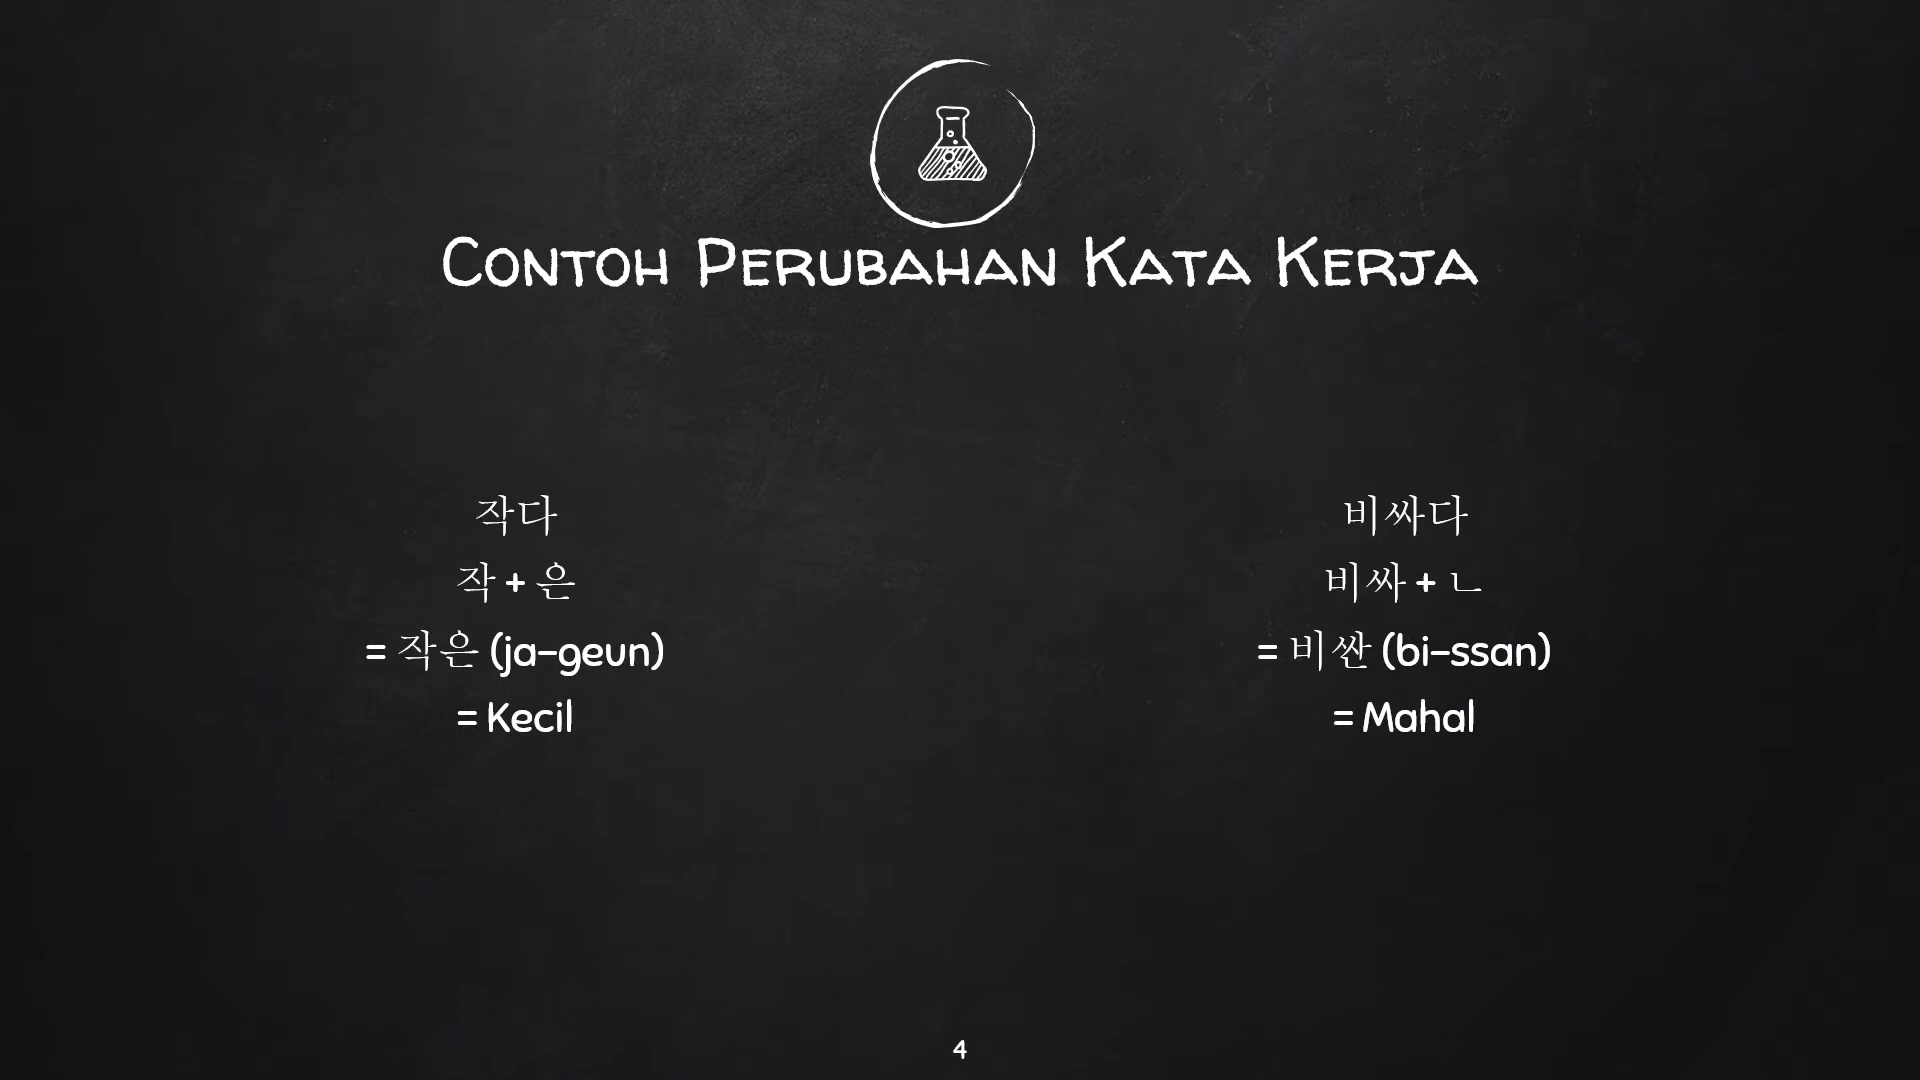 Contoh Perubahan Kata Kerja
작다
작 + 은
= 작은 (ja-geun)
= Kecil
비싸다
비싸 + ㄴ
= 비싼 (bi-ssan)
= Mahal
4